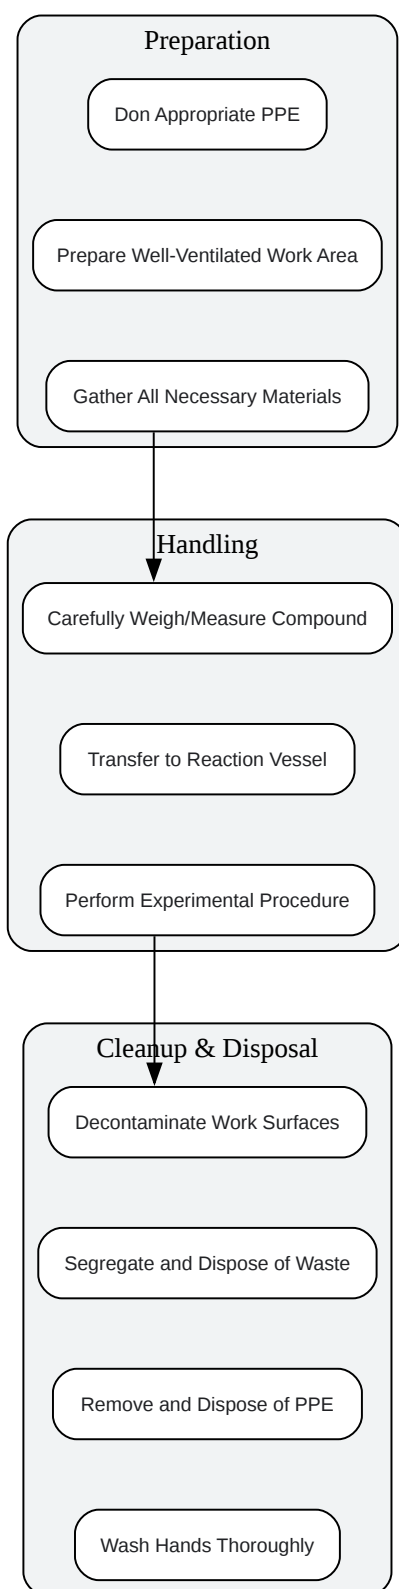 Preparation
Don Appropriate PPE
Prepare Well-Ventilated Work Area
Gather All Necessary Materials
Handling
Carefully Weigh/Measure Compound
Transfer to Reaction Vessel
Perform Experimental Procedure
Cleanup & Disposal
Decontaminate Work Surfaces
Segregate and Dispose of Waste
Remove and Dispose of PPE
Wash Hands Thoroughly